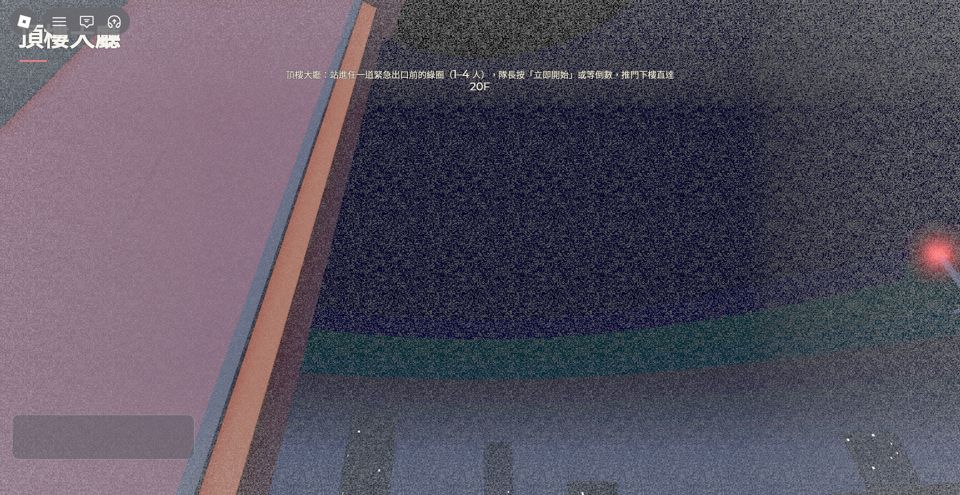 頂樓大廳
頂樓大廳：站進任一道緊急出口前的綠圈（1–4 人），隊長按「立即開始」或等倒數，推門下樓直達
20F